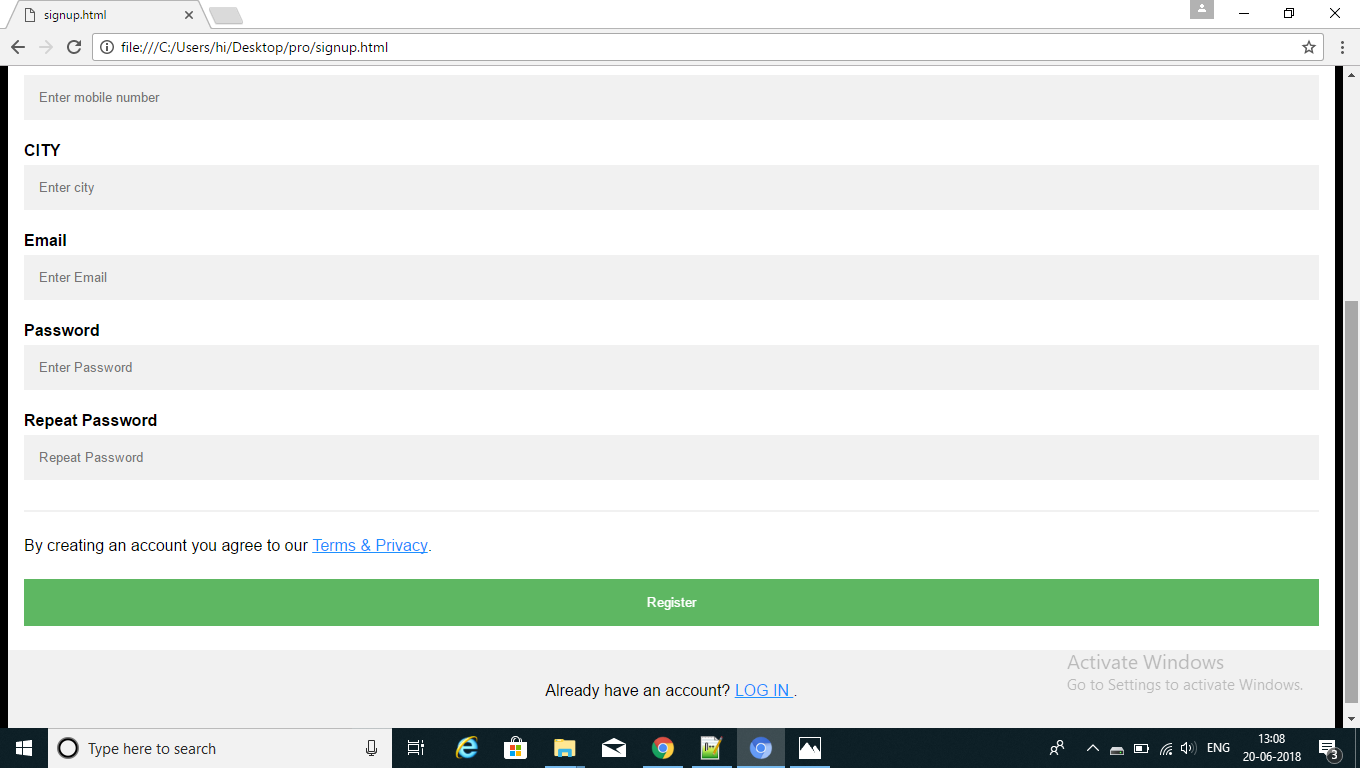 signup.html
file:///C:/Users/hi/Desktop/pro/signup.html
Enter mobile number
CITY
Enter city
Email
Enter Email
Password
Enter Password
Repeat Password
Repeat Password
By creating an account you agree to our Terms & Privacy.
Register
Already have an account? LOG IN .
Activate Windows
Go to Settings to activate Windows.
Type here to search
ENG
13:08
20-06-2018
3